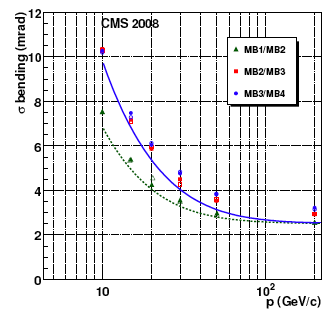 σ bending (mrad)
12
10
8
6
4
2
0
CMS 2008
MB1/MB2
MB2/MB3
MB3/MB4
10
10²
p (GeV/c)